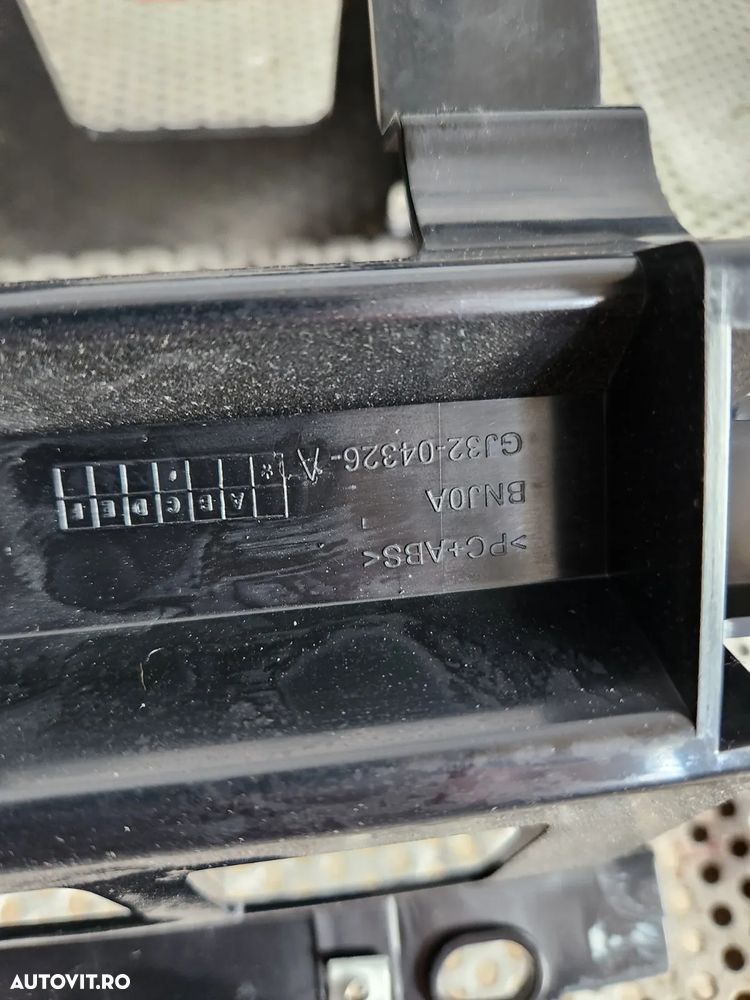 >PC+ABS<
BNJ0A
GJ32-04326-A
A B C D E F
*
AUTOVIT.RO